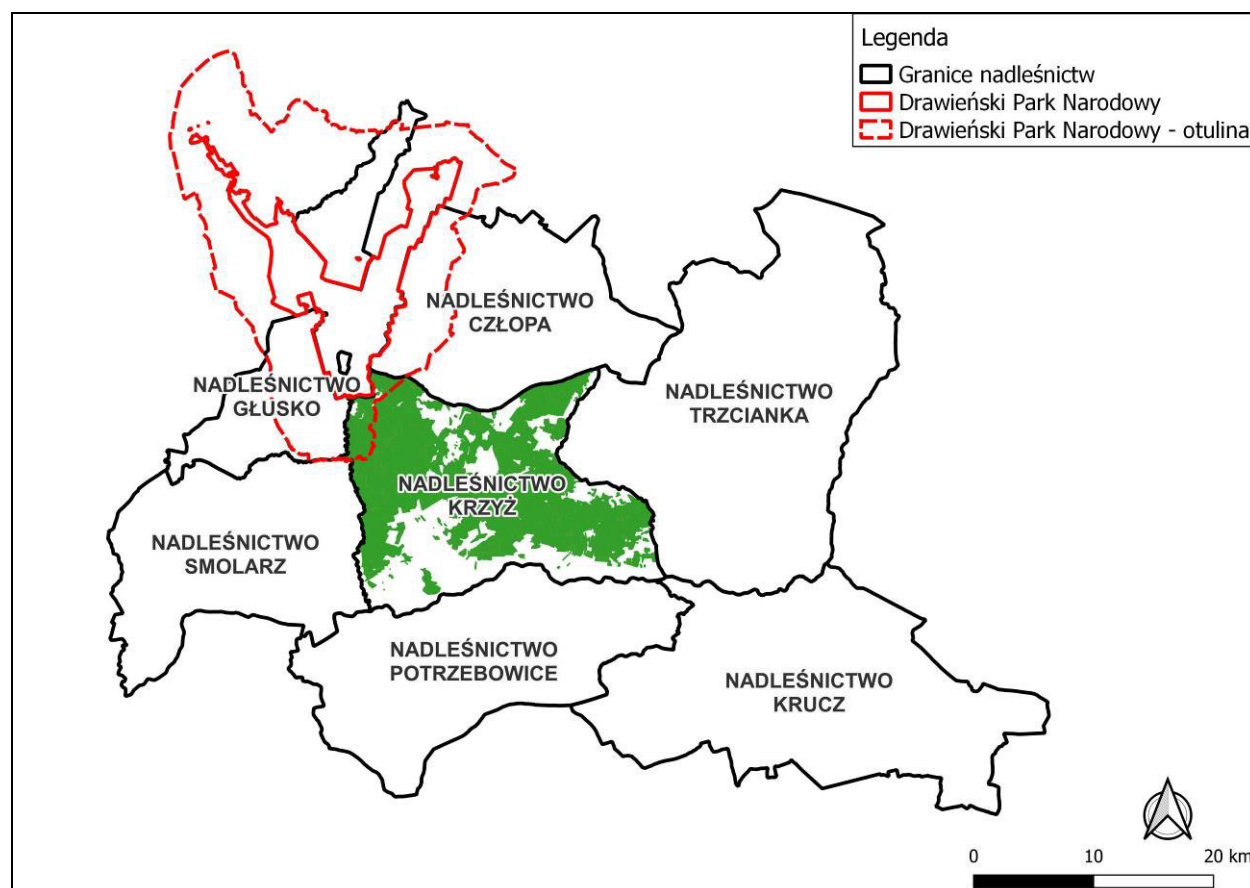 Legenda
Granice nadleśnictw
Drawieński Park Narodowy
Drawieński Park Narodowy - otulina
NADLEŚNICTWO
CZŁOPA
NADLEŚNICTWO
TRZCIANKA
NADLEŚNICTWO
GŁUSKO
NADLEŚNICTWO
KRZYŻ
NADLEŚNICTWO
SMOLARZ
NADLEŚNICTWO
POTRZEBOWICE
NADLEŚNICTWO
KRUCZ
0 10 20 km